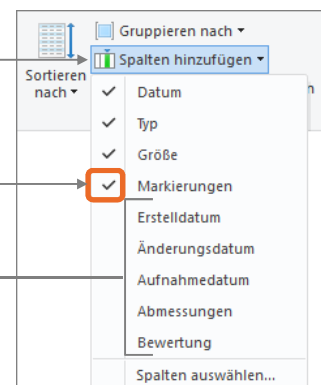 Gruppieren nach
Spalten hinzufügen
Sortieren
nach
Datum
Typ
Größe
Markierungen
Erstelldatum
Änderungsdatum
Aufnahmedatum
Abmessungen
Bewertung
Spalten auswählen...